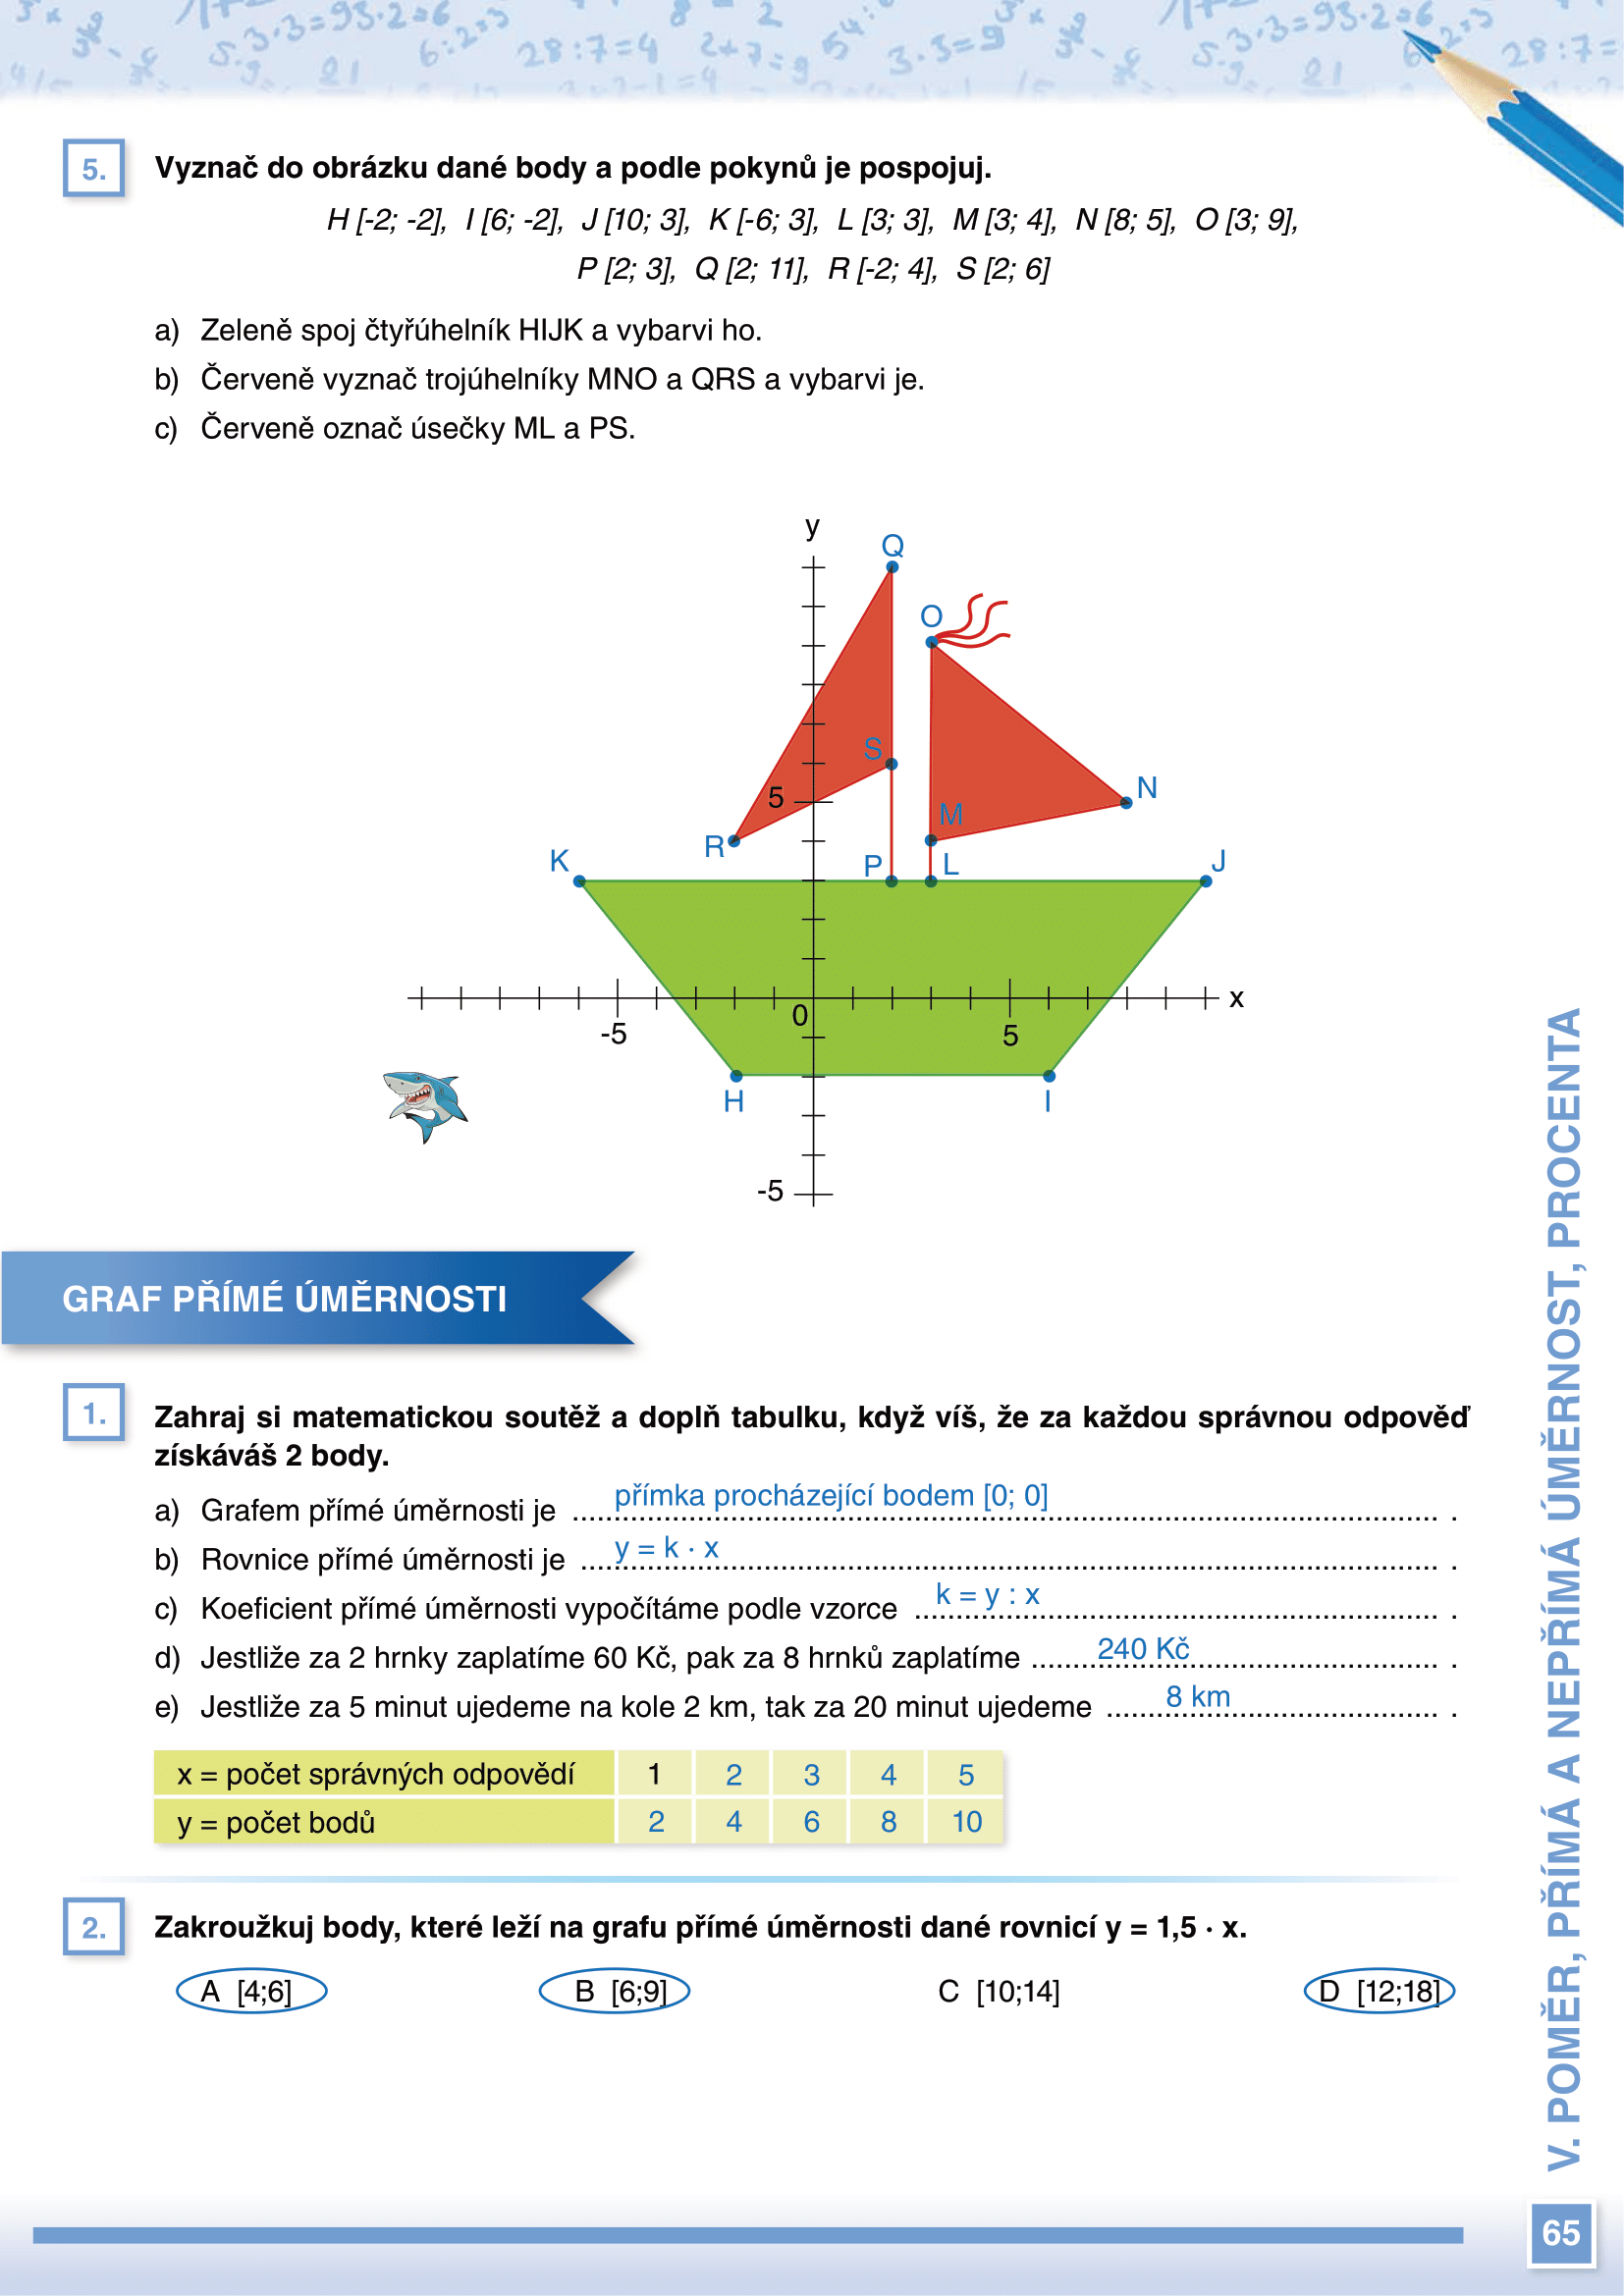 5. Vyznač do obrázku dané body a podle pokynů je pospojuj.
H [-2; -2], I [6; -2], J [10; 3], K [-6; 3], L [3; 3], M [3; 4], N [8; 5], O [3; 9],
P [2; 3], Q [2; 11], R [-2; 4], S [2; 6]
a) Zeleně spoj čtyřúhelník HIJK a vybarvi ho.
b) Červeně vyznač trojúhelníky MNO a QRS a vybarvi je.
c) Červeně označ úsečky ML a PS.
y
Q
O
S
N
5
M
R
K
P
L
J
x
0
-5
5
H
I
-5
GRAF PŘÍMÉ ÚMĚRNOSTI
1. Zahraj si matematickou soutěž a doplň tabulku, když víš, že za každou správnou odpověď
získáváš 2 body.
a) Grafem přímé úměrnosti je přímka procházející bodem [0; 0] .
b) Rovnice přímé úměrnosti je y = k · x .
c) Koeficient přímé úměrnosti vypočítáme podle vzorce k = y : x .
d) Jestliže za 2 hrnky zaplatíme 60 Kč, pak za 8 hrnků zaplatíme 240 Kč .
e) Jestliže za 5 minut ujedeme na kole 2 km, tak za 20 minut ujedeme 8 km .
x = počet správných odpovědí 1 2 3 4 5
y = počet bodů 2 4 6 8 10
2. Zakroužkuj body, které leží na grafu přímé úměrnosti dané rovnicí y = 1,5 · x.
A [4;6] B [6;9] C [10;14] D [12;18]
V. POMĚR, PŘÍMÁ A NEPŘÍMÁ ÚMĚRNOST, PROCENTA
65